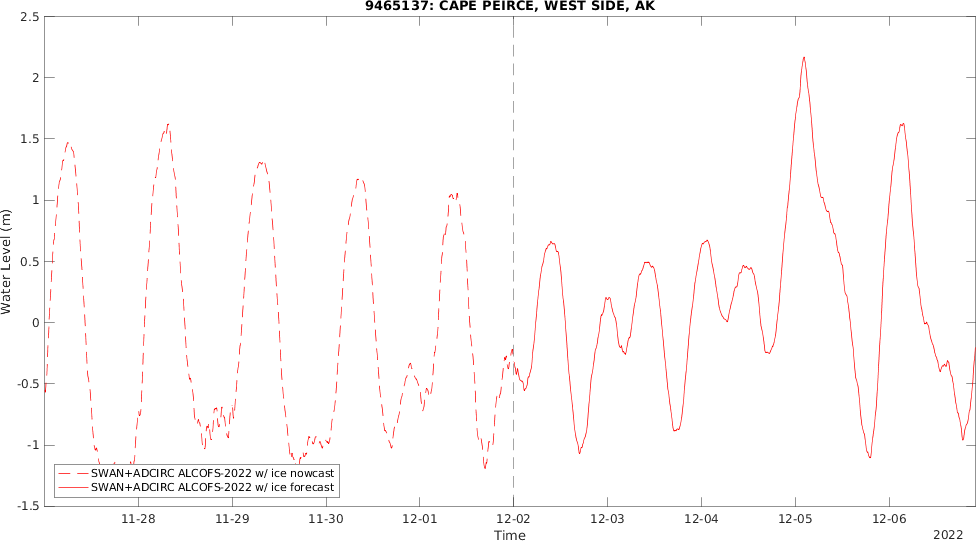 9465137: CAPE PEIRCE, WEST SIDE, AK
2.5
2
1.5
1
0.5
0
-0.5
-1
-1.5
Water Level (m)
SWAN+ADCIRC ALCOFS-2022 w/ ice nowcast
SWAN+ADCIRC ALCOFS-2022 w/ ice forecast
11-28 11-29 11-30 12-01 12-02 12-03 12-04 12-05 12-06
Time
2022